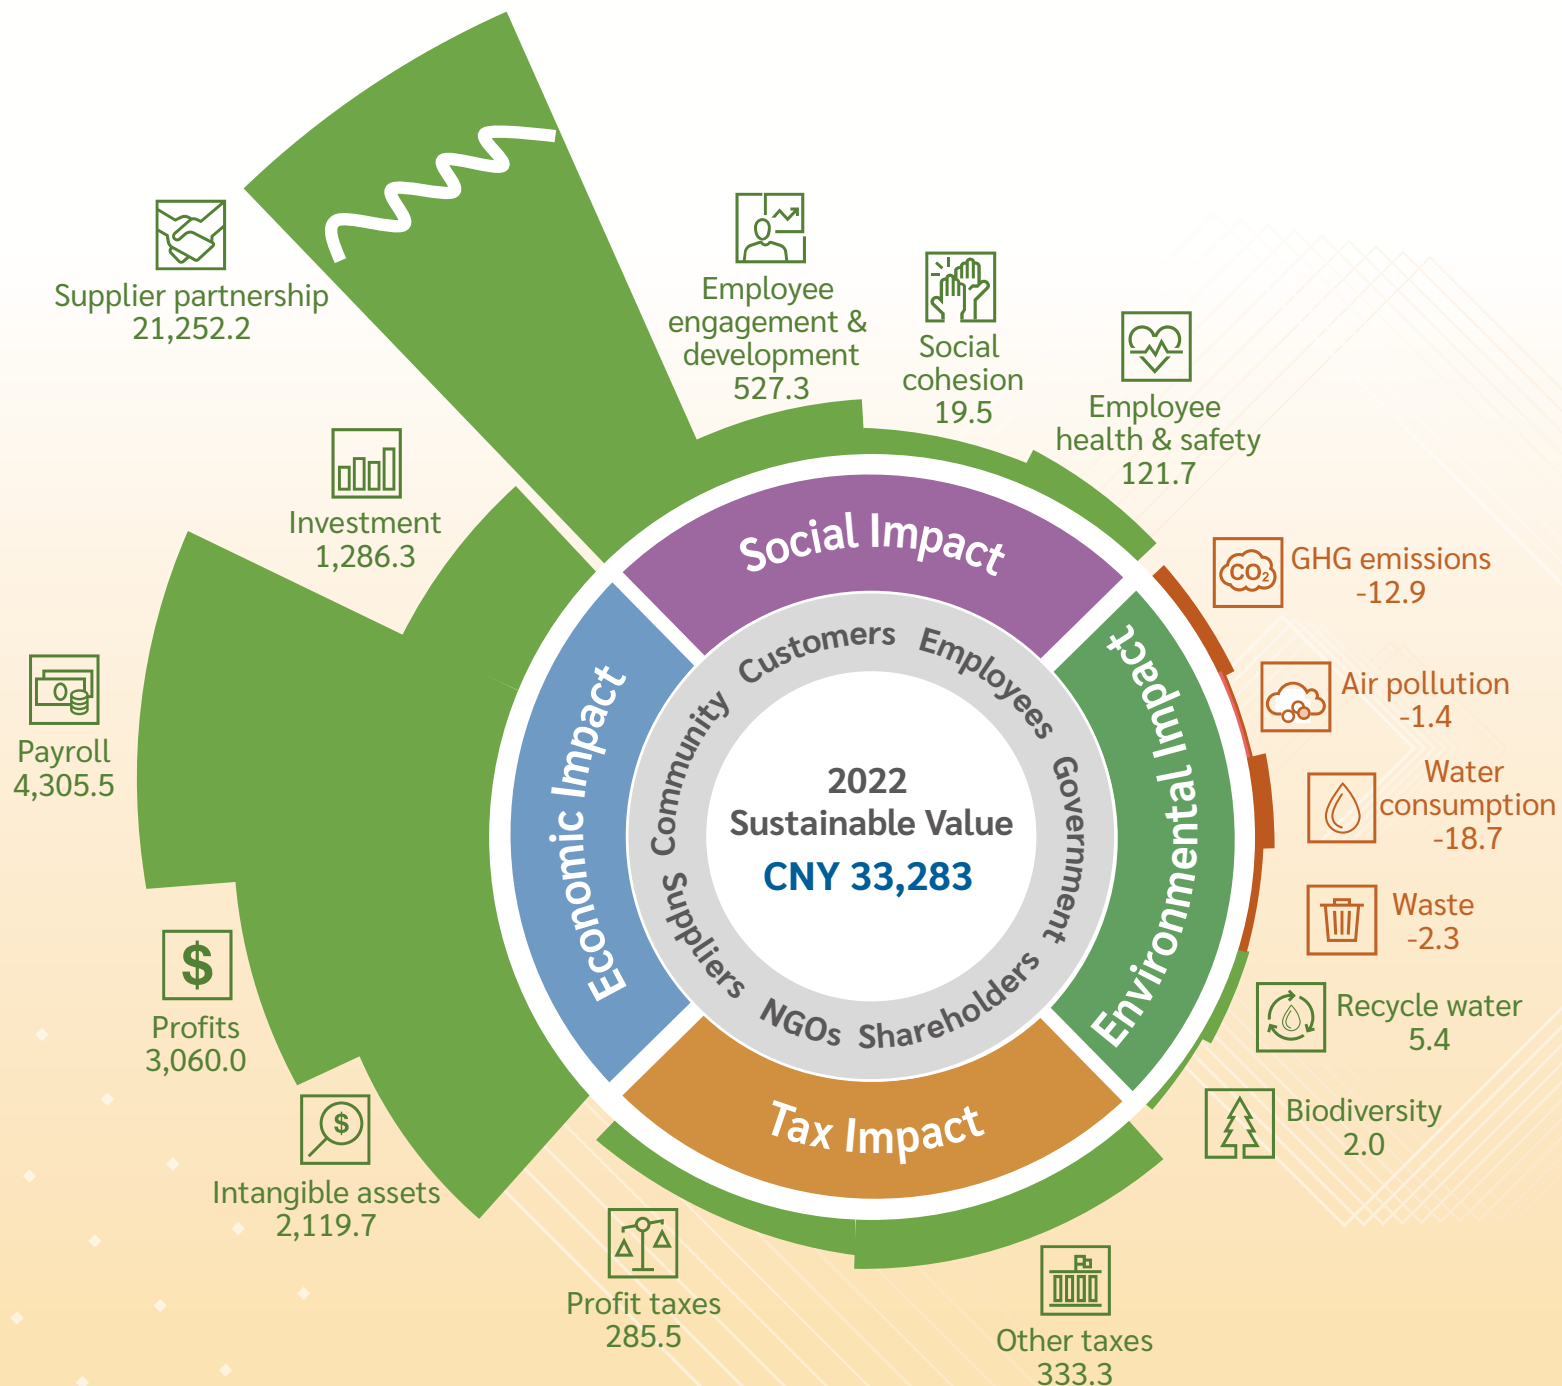 Supplier partnership
21,252.2
Employee
engagement &
development
527.3
Social
cohesion
19.5
Employee
health & safety
121.7
Investment
1,286.3
Payroll
4,305.5
$
Profits
3,060.0
$
Intangible assets
2,119.7
CO₂
GHG emissions
-12.9
Air pollution
-1.4
Water
consumption
-18.7
Waste
-2.3
Recycle water
5.4
Biodiversity
2.0
Profit taxes
285.5
Other taxes
333.3
Social Impact
Environmental Impact
Tax Impact
Economic Impact
Customers
Employees
Government
Shareholders
NGOs
Suppliers
Community
2022
Sustainable Value
CNY 33,283